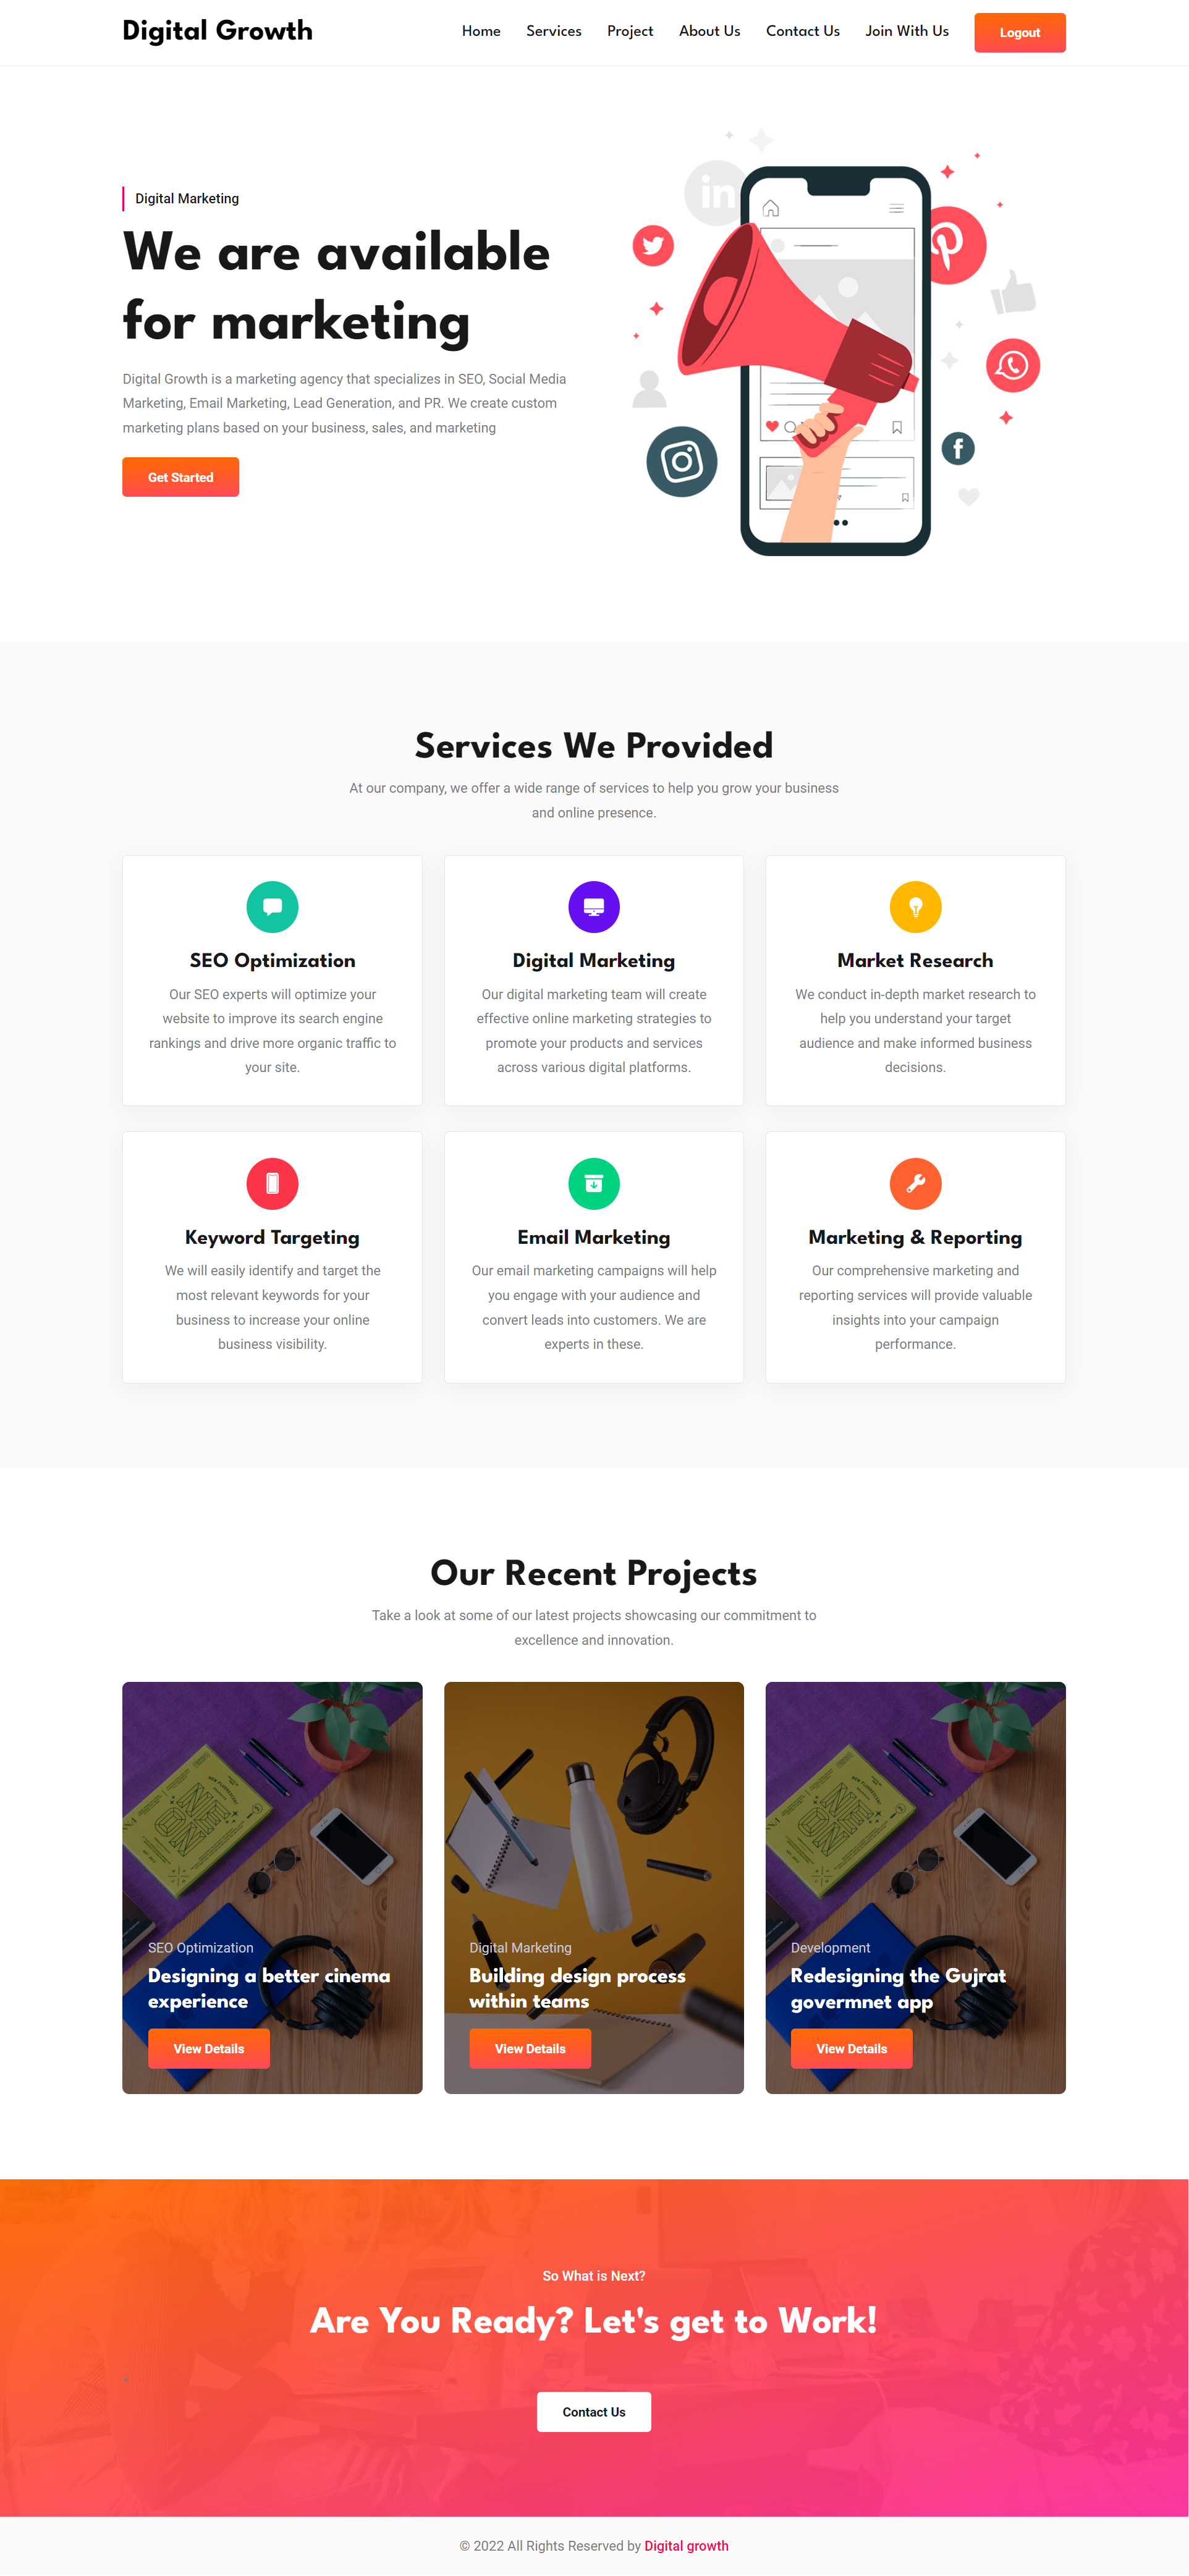 Digital Growth
Home Services Project About Us Contact Us Join With Us Logout
Digital Marketing
We are available
for marketing
Digital Growth is a marketing agency that specializes in SEO, Social Media
Marketing, Email Marketing, Lead Generation, and PR. We create custom
marketing plans based on your business, sales, and marketing
Get Started
Services We Provided
At our company, we offer a wide range of services to help you grow your business
and online presence.
SEO Optimization
Our SEO experts will optimize your
website to improve its search engine
rankings and drive more organic traffic to
your site.
Digital Marketing
Our digital marketing team will create
effective online marketing strategies to
promote your products and services
across various digital platforms.
Market Research
We conduct in-depth market research to
help you understand your target
audience and make informed business
decisions.
Keyword Targeting
We will easily identify and target the
most relevant keywords for your
business to increase your online
business visibility.
Email Marketing
Our email marketing campaigns will help
you engage with your audience and
convert leads into customers. We are
experts in these.
Marketing & Reporting
Our comprehensive marketing and
reporting services will provide valuable
insights into your campaign
performance.
Our Recent Projects
Take a look at some of our latest projects showcasing our commitment to
excellence and innovation.
SEO Optimization
Designing a better cinema
experience
View Details
Digital Marketing
Building design process
within teams
View Details
Development
Redesigning the Gujrat
govermnet app
View Details
So What is Next?
Are You Ready? Let's get to Work!
Contact Us
© 2022 All Rights Reserved by Digital growth